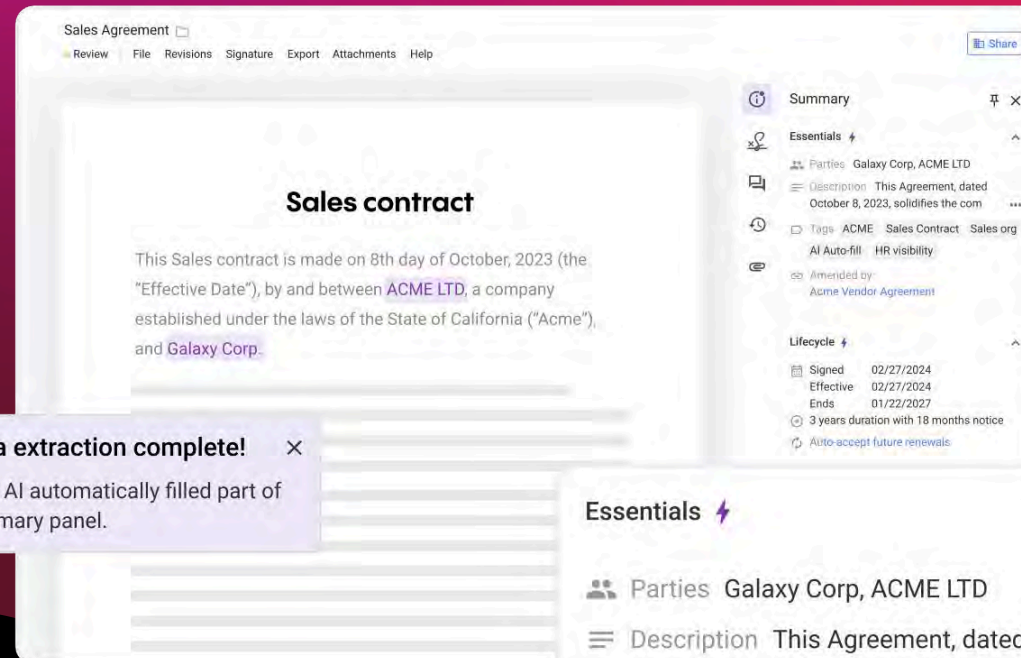 Sales Agreement
Review File Revisions Signature Export Attachments Help
Share
Sales contract
This Sales contract is made on 8th day of October, 2023 (the
“Effective Date”), by and between ACME LTD, a company
established under the laws of the State of California (“Acme”),
and Galaxy Corp.
Summary
Essentials
Parties Galaxy Corp, ACME LTD
Description This Agreement, dated
October 8, 2023, solidifies the com ...
Tags ACME Sales Contract Sales org
AI Auto-fill HR visibility
Amended by
Acme Vendor Agreement
Lifecycle
Signed 02/27/2024
Effective 02/27/2024
Ends 01/22/2027
3 years duration with 18 months notice
Auto-accept future renewals
a extraction complete!
AI automatically filled part of
mary panel.
Essentials
Parties Galaxy Corp, ACME LTD
Description This Agreement, dated